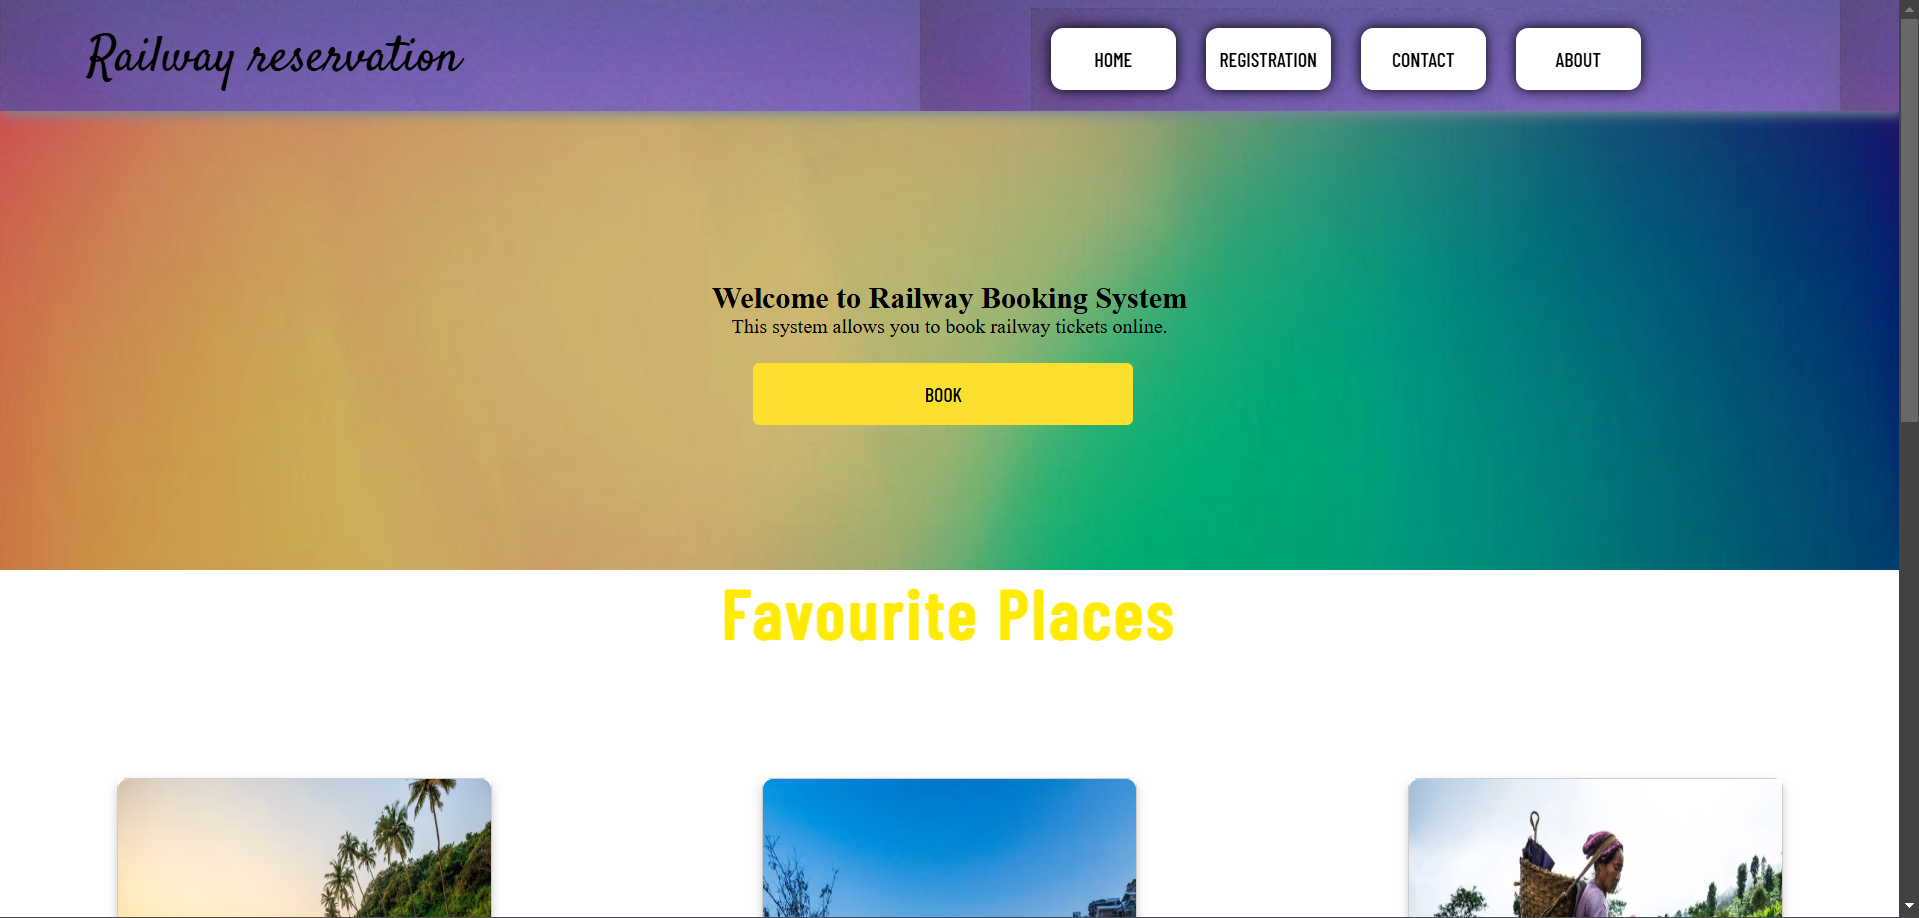 Railway reservation
HOME
REGISTRATION
CONTACT
ABOUT
Welcome to Railway Booking System
This system allows you to book railway tickets online.
BOOK
Favourite Places